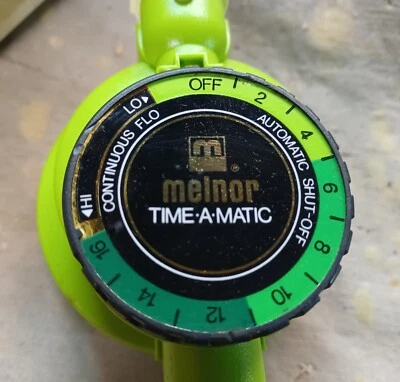 OFF
2
4
6
8
10
12
14
16
◄HI
LO►
CONTINUOUS FLO
AUTOMATIC SHUT-OFF
m
melnor
®
TIME·A·MATIC